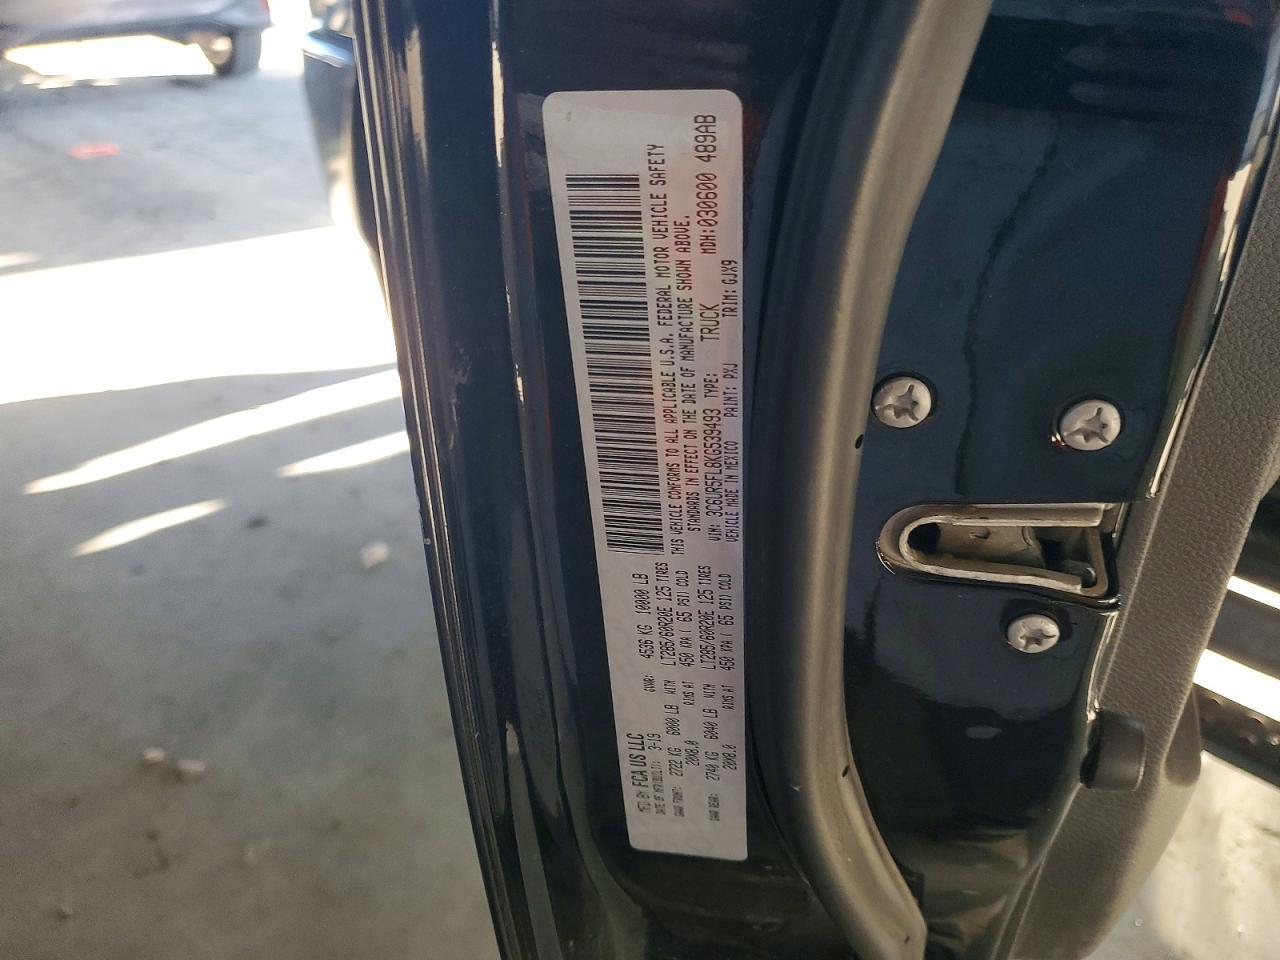 MFD BY FCA US LLC
DATE OF MFR(BUILT): 3-19 GVWR: 4536 KG 10000 LB
GAWR FRONT: 2722 KG 6000 LB WITH LT285/60R20E 125 TIRES
20X8.0 RIMS AT 450 KPA( 65 PSI) COLD
GAWR REAR: 2740 KG 6040 LB WITH LT285/60R20E 125 TIRES
20X8.0 RIMS AT 450 KPA ( 65 PSI) COLD
THIS VEHICLE CONFORMS TO ALL APPLICABLE U.S.A. FEDERAL MOTOR VEHICLE SAFETY
STANDARDS IN EFFECT ON THE DATE OF MANUFACTURE SHOWN ABOVE.
VIN: 3C6UR5FL8KG539493 TYPE: TRUCK MDH:030600 489AB
VEHICLE MADE IN MEXICO PAINT: PXJ TRIM: GJX9